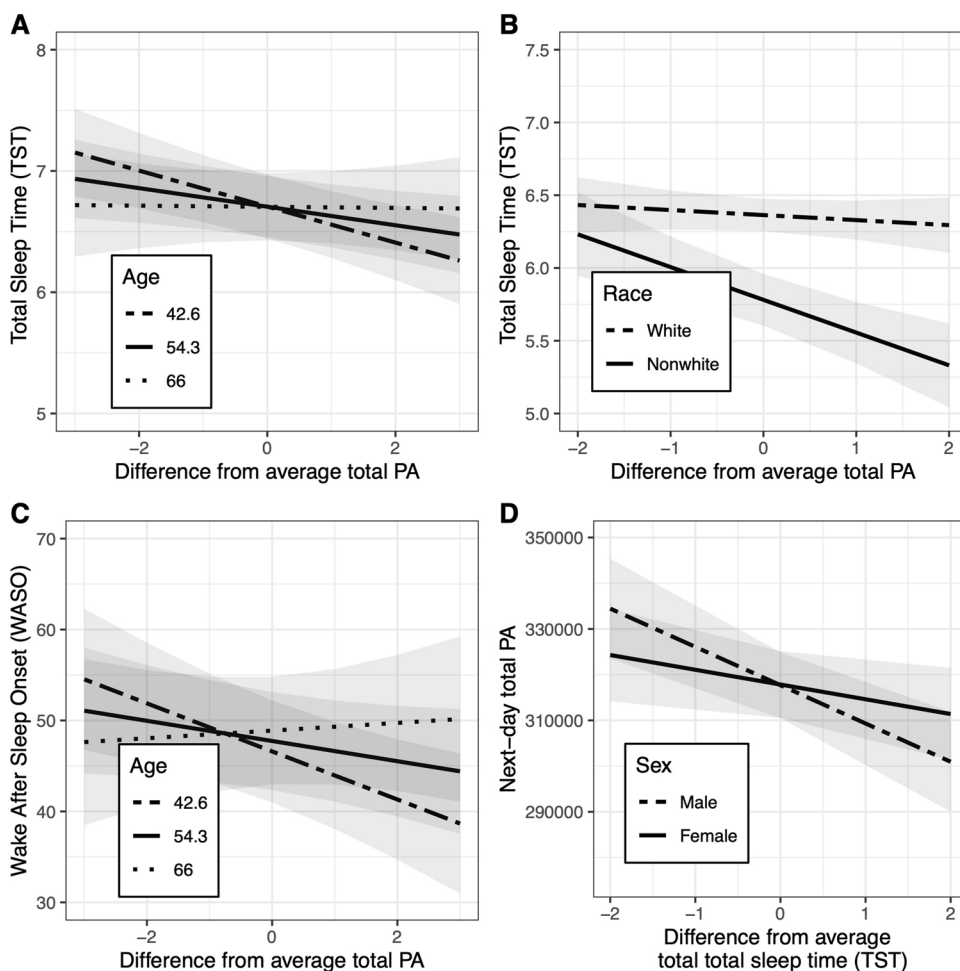 A
Total Sleep Time (TST)
8
7
6
5
Age
42.6
54.3
66
−2
0
2
Difference from average total PA
B
Total Sleep Time (TST)
7.5
7.0
6.5
6.0
5.5
5.0
Race
White
Nonwhite
−2
−1
0
1
2
Difference from average total PA
C
Wake After Sleep Onset (WASO)
70
60
50
40
30
Age
42.6
54.3
66
−2
0
2
Difference from average total PA
D
Next−day total PA
350000
330000
310000
290000
Sex
Male
Female
−2
−1
0
1
2
Difference from average
total total sleep time (TST)